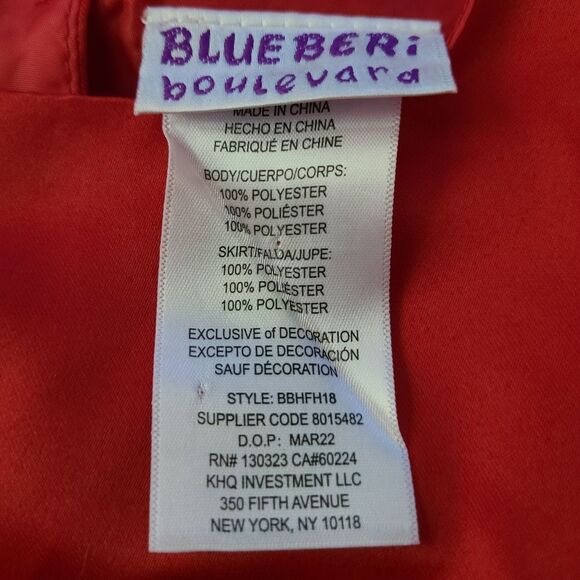 BLUEBERi
boulevard
MADE IN CHINA
HECHO EN CHINA
FABRIQUÉ EN CHINE
BODY/CUERPO/CORPS:
100% POLYESTER
100% POLIÉSTER
100% POLYESTER
SKIRT/FALDA/JUPE:
100% POLYESTER
100% POLIÉSTER
100% POLYESTER
EXCLUSIVE of DECORATION
EXCEPTO DE DECORACIÓN
SAUF DÉCORATION
STYLE: BBHFH18
SUPPLIER CODE 8015482
D.O.P: MAR22
RN# 130323 CA#60224
KHQ INVESTMENT LLC
350 FIFTH AVENUE
NEW YORK, NY 10118